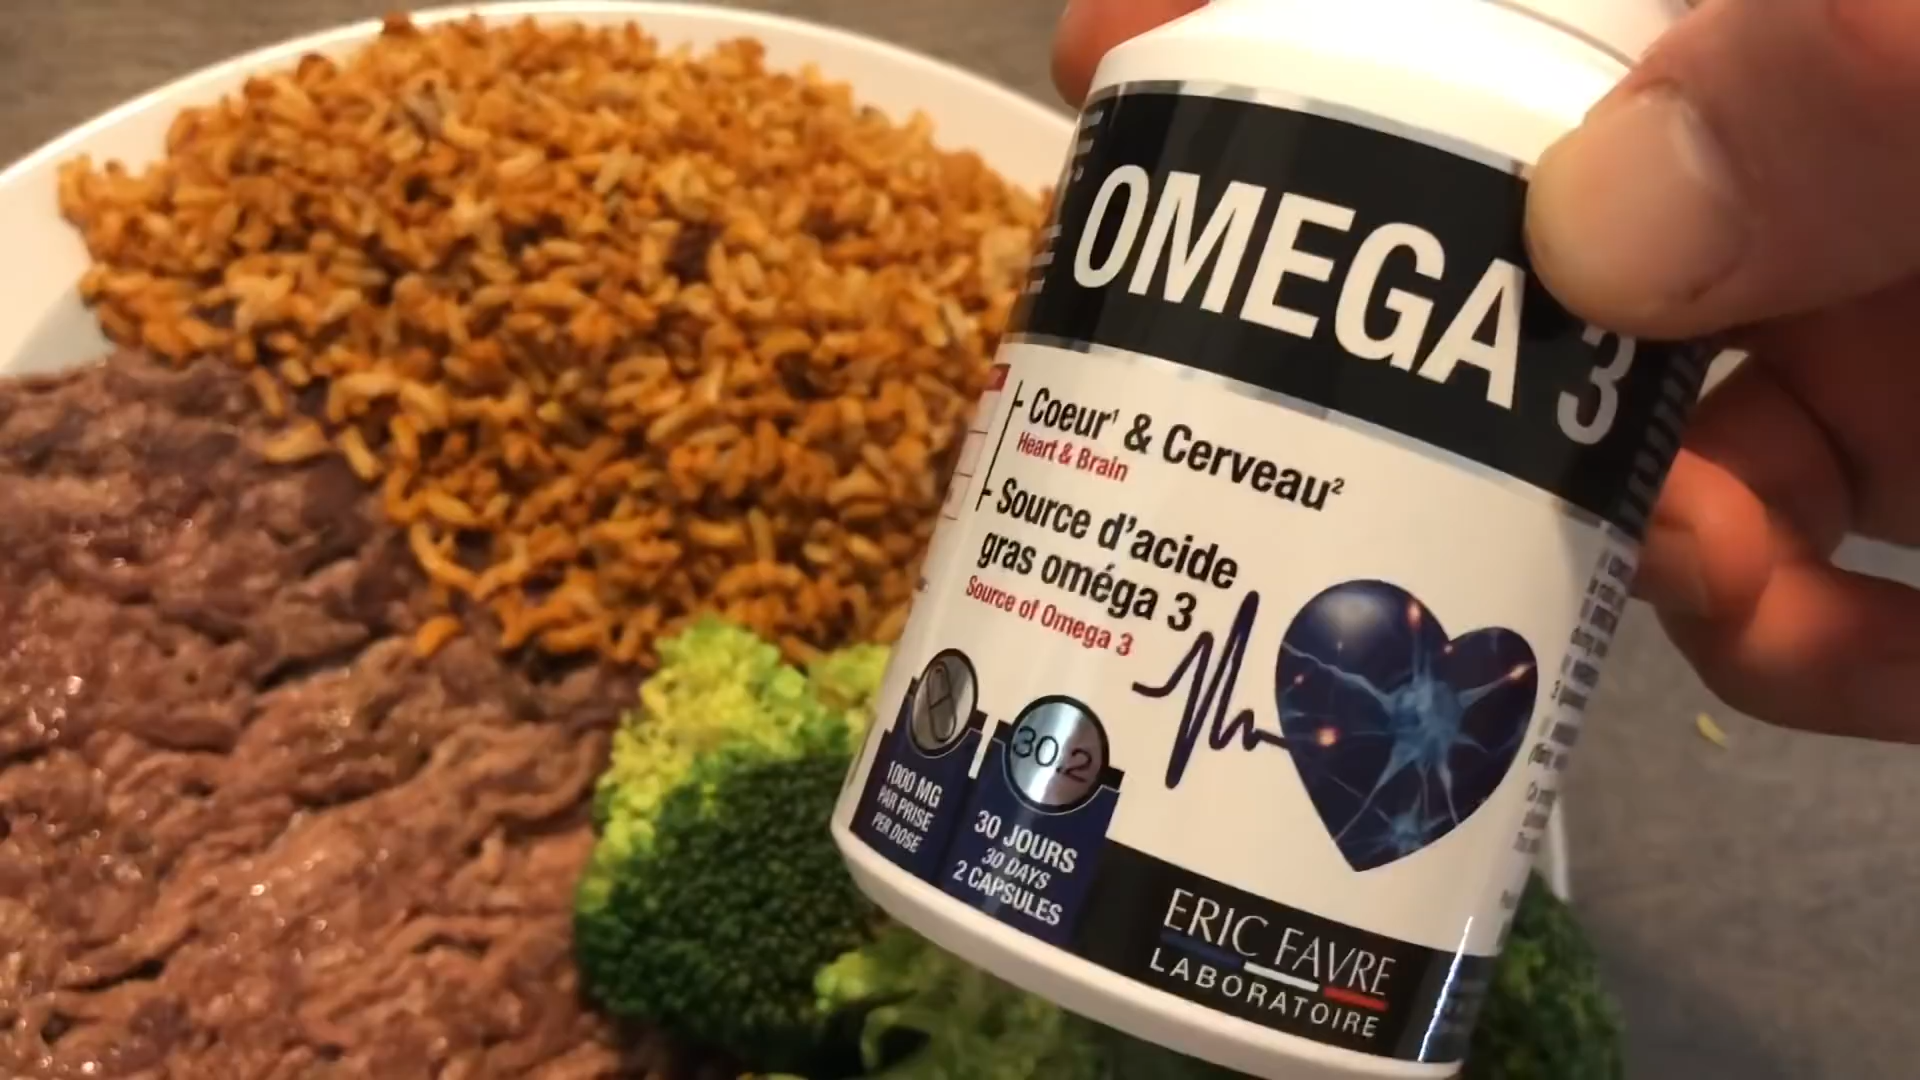 OMEGA 3
Coeur¹ & Cerveau²
Heart & Brain
Source d'acide
gras oméga 3
Source of Omega 3
30.2
1000 MG
PAR PRISE
PER DOSE
30 JOURS
30 DAYS
2 CAPSULES
ERIC FAVRE
LABORATOIRE